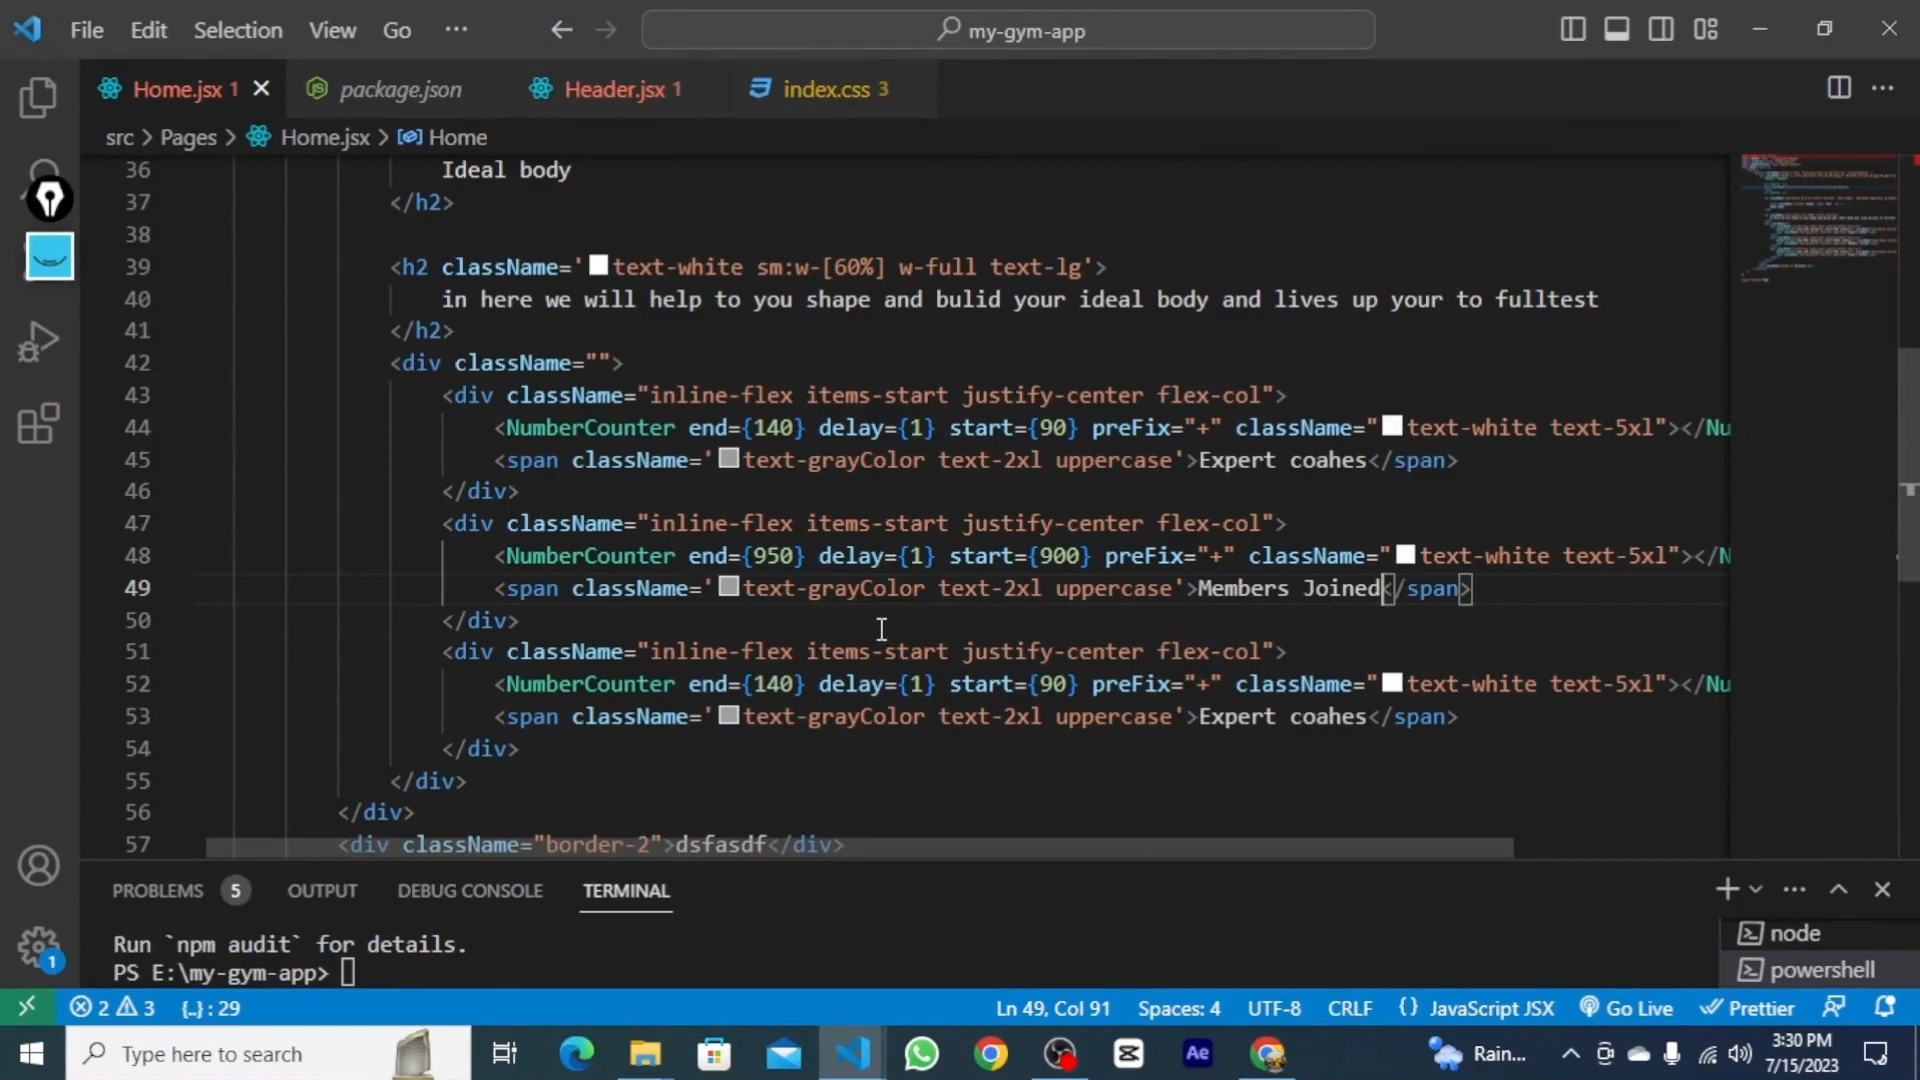 File Edit Selection View Go ··· my-gym-app
Home.jsx 1 package.json Header.jsx 1 index.css 3
src > Pages > Home.jsx > Home
36 Ideal body
37 </h2>
38
39 <h2 className='text-white sm:w-[60%] w-full text-lg'>
40 in here we will help to you shape and bulid your ideal body and lives up your to fulltest
41 </h2>
42 <div className="">
43 <div className="inline-flex items-start justify-center flex-col">
44 <NumberCounter end={140} delay={1} start={90} preFix="+" className="text-white text-5xl"></Nu
45 <span className='text-grayColor text-2xl uppercase'>Expert coahes</span>
46 </div>
47 <div className="inline-flex items-start justify-center flex-col">
48 <NumberCounter end={950} delay={1} start={900} preFix="+" className="text-white text-5xl"></N
49 <span className='text-grayColor text-2xl uppercase'>Members Joined</span>
50 </div>
51 <div className="inline-flex items-start justify-center flex-col">
52 <NumberCounter end={140} delay={1} start={90} preFix="+" className="text-white text-5xl"></Nu
53 <span className='text-grayColor text-2xl uppercase'>Expert coahes</span>
54 </div>
55 </div>
56 </div>
57 <div className="border-2">dsfasdf</div>
PROBLEMS 5 OUTPUT DEBUG CONSOLE TERMINAL
Run `npm audit` for details.
PS E:\my-gym-app>
node
powershell
1
2 3 {..} : 29 Ln 49, Col 91 Spaces: 4 UTF-8 CRLF {} JavaScript JSX Go Live Prettier
Type here to search Ae Rain... 3:30 PM
7/15/2023